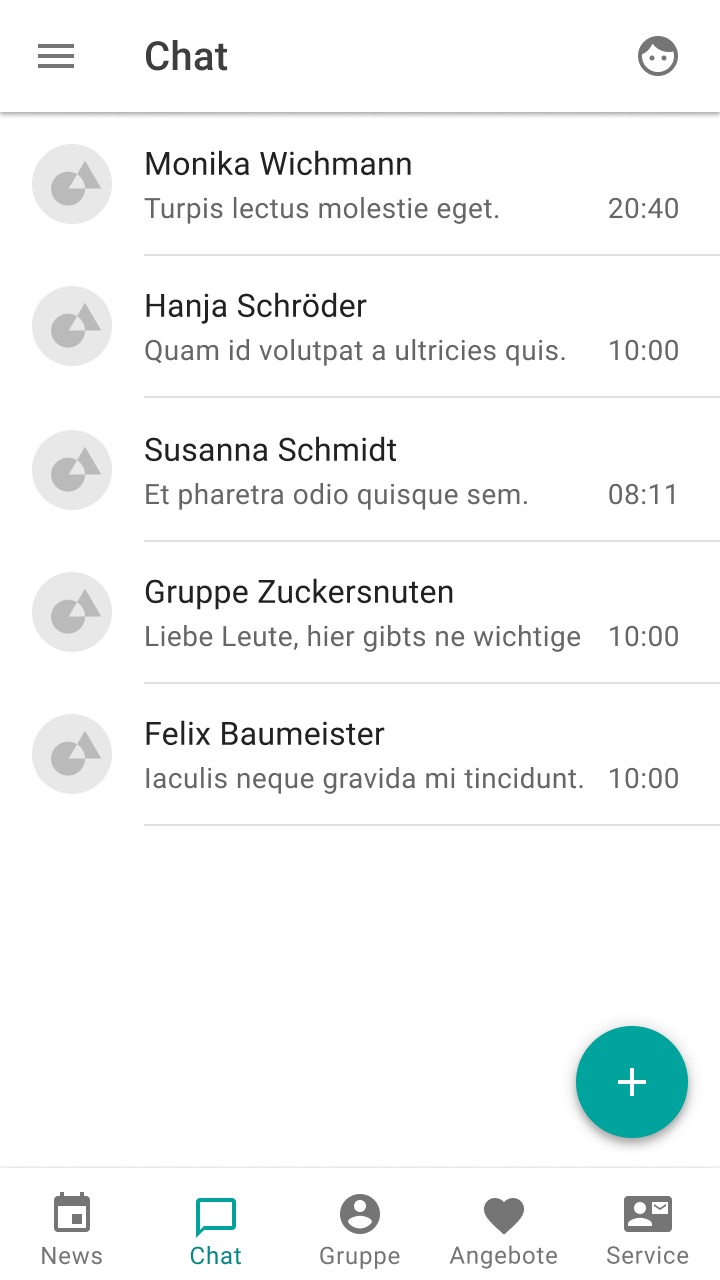 Chat
Monika Wichmann
Turpis lectus molestie eget. 20:40
Hanja Schröder
Quam id volutpat a ultricies quis. 10:00
Susanna Schmidt
Et pharetra odio quisque sem. 08:11
Gruppe Zuckersnuten
Liebe Leute, hier gibts ne wichtige 10:00
Felix Baumeister
Iaculis neque gravida mi tincidunt. 10:00
News Chat Gruppe Angebote Service